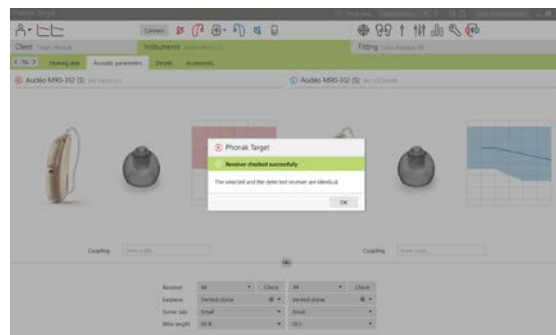 Phonak Target
Connect
Client
Instruments
Fitting
Hearing aids
Acoustic parameters
Details
Accessories
Audéo M90-312 (S)
Audéo M90-312 (S)
Phonak Target
Receiver checked successfully
The selected and the detected receiver are identical.
OK
Coupling
Coupling
Receiver M Check M Check
Earpiece Vented dome Vented dome
Dome size Small Small
Wire length